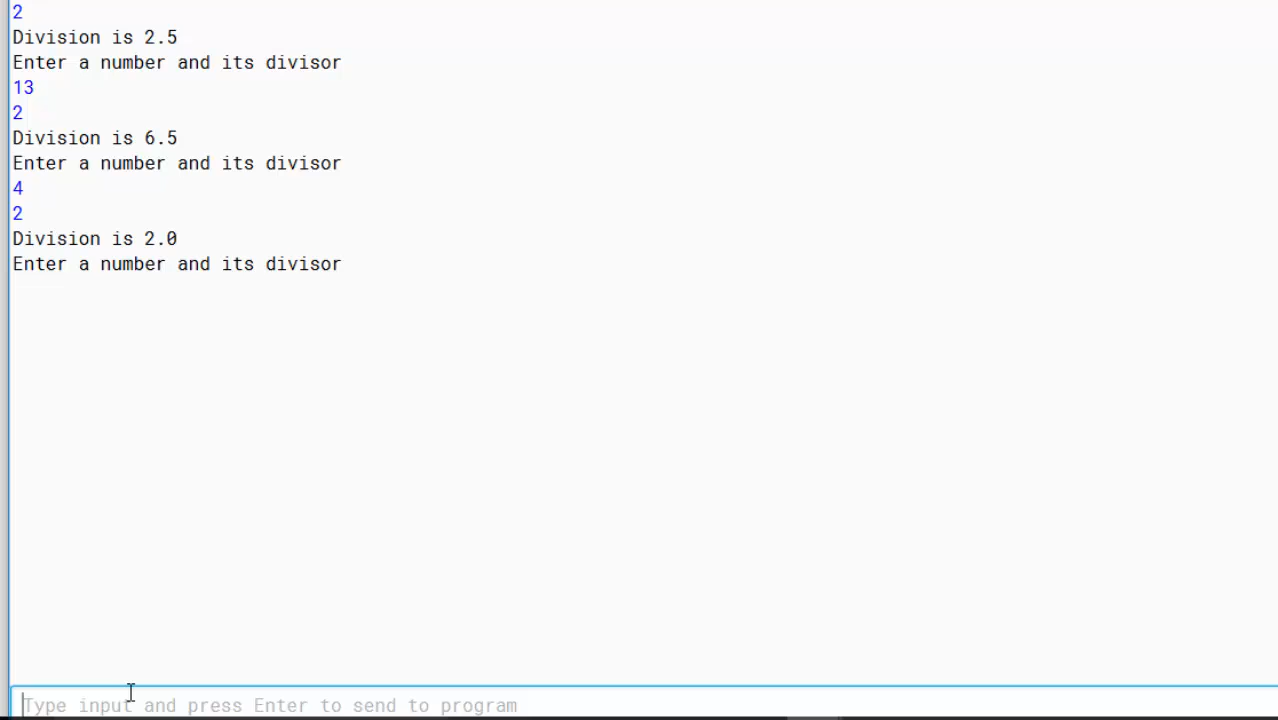 2
Division is 2.5
Enter a number and its divisor
13
2
Division is 6.5
Enter a number and its divisor
4
2
Division is 2.0
Enter a number and its divisor
Type input and press Enter to send to program